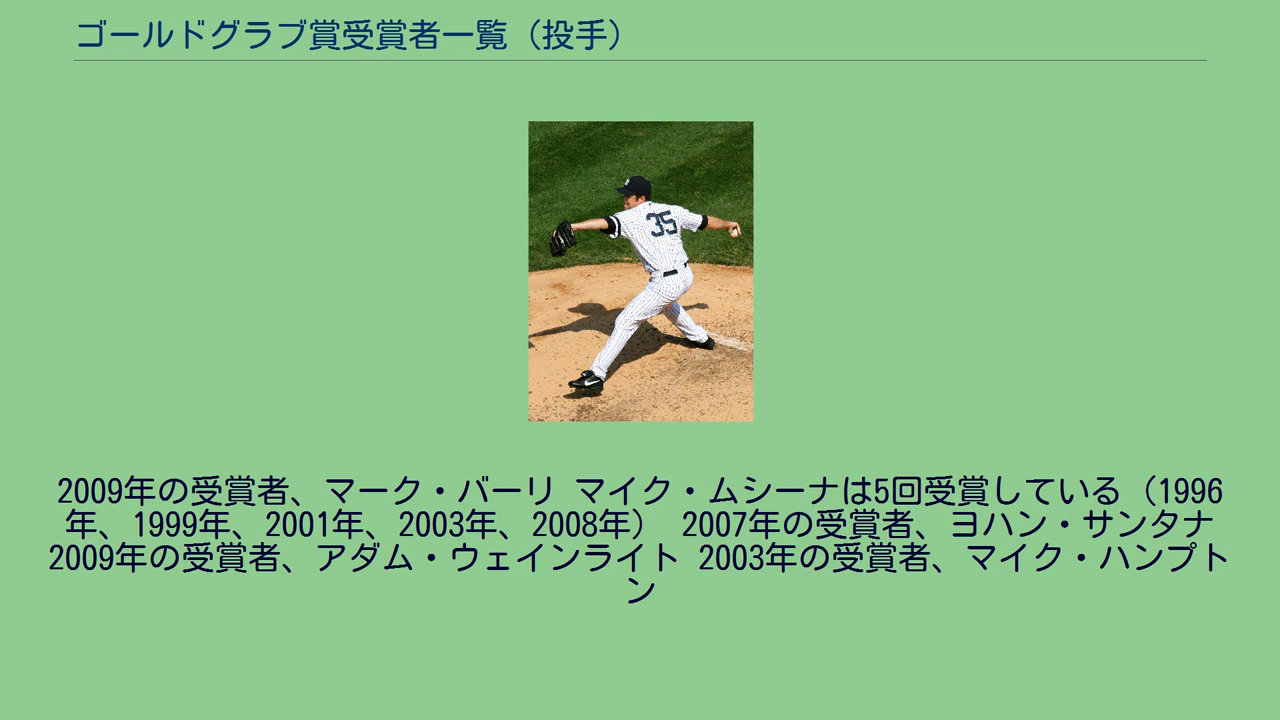 ゴールドグラブ賞受賞者一覧（投手）
35
2009年の受賞者、マーク・バーリ マイク・ムシーナは5回受賞している（1996
年、1999年、2001年、2003年、2008年） 2007年の受賞者、ヨハン・サンタナ
2009年の受賞者、アダム・ウェインライト 2003年の受賞者、マイク・ハンプト
ン